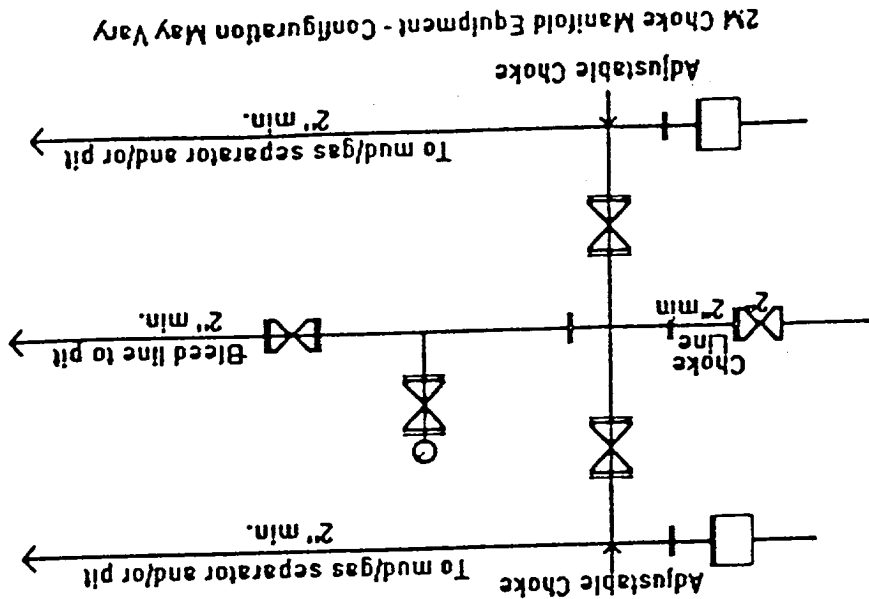 Adjustable Choke
To mud/gas separator and/or pit
2" min.
Choke
Line
2" min
2"
Bleed line to pit
2" min.
To mud/gas separator and/or pit
2" min.
Adjustable Choke
2M Choke Manifold Equipment - Configuration May Vary